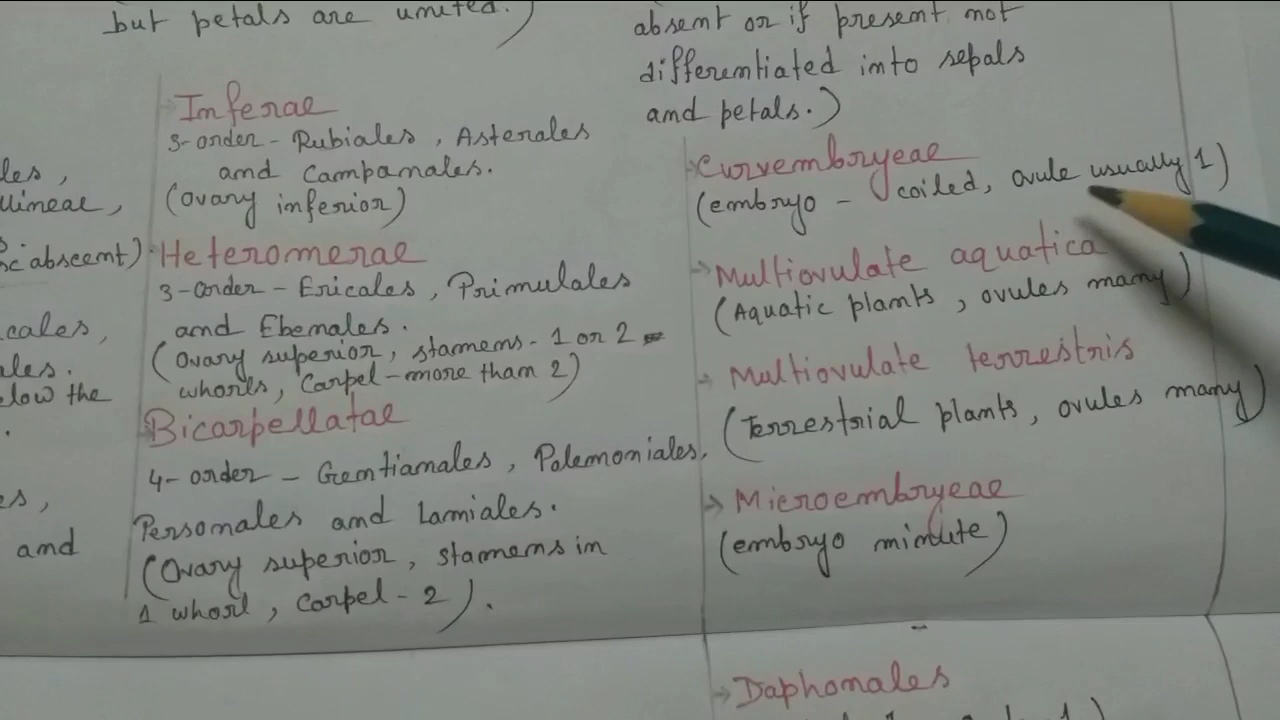 but petals are united.)
Inferae
3-order- Rubiales, Asterales
and Campanales.
(Ovary inferior)
Heteromerae
3-order- Ericales, Primulales
and Ebenales.
(Ovary superior, stamens- 1 or 2
whorls, Carpel-more than 2)
Bicarpellatae
4- order - Gentianales, Polemoniales,
Personales and Lamiales.
(Ovary superior, stamens in
1 whorl, Carpel- 2).
absent or if present not
differentiated into sepals
and petals.)
Curvembryeae
(embryo - coiled, ovule usually 1)
Multiovulate aquatica
(Aquatic plants, ovules many)
Multiovulate terrestris
(Terrestrial plants, ovules many)
Microembryeae
(embryo minute)
Daphnales
abscent)
below the
and